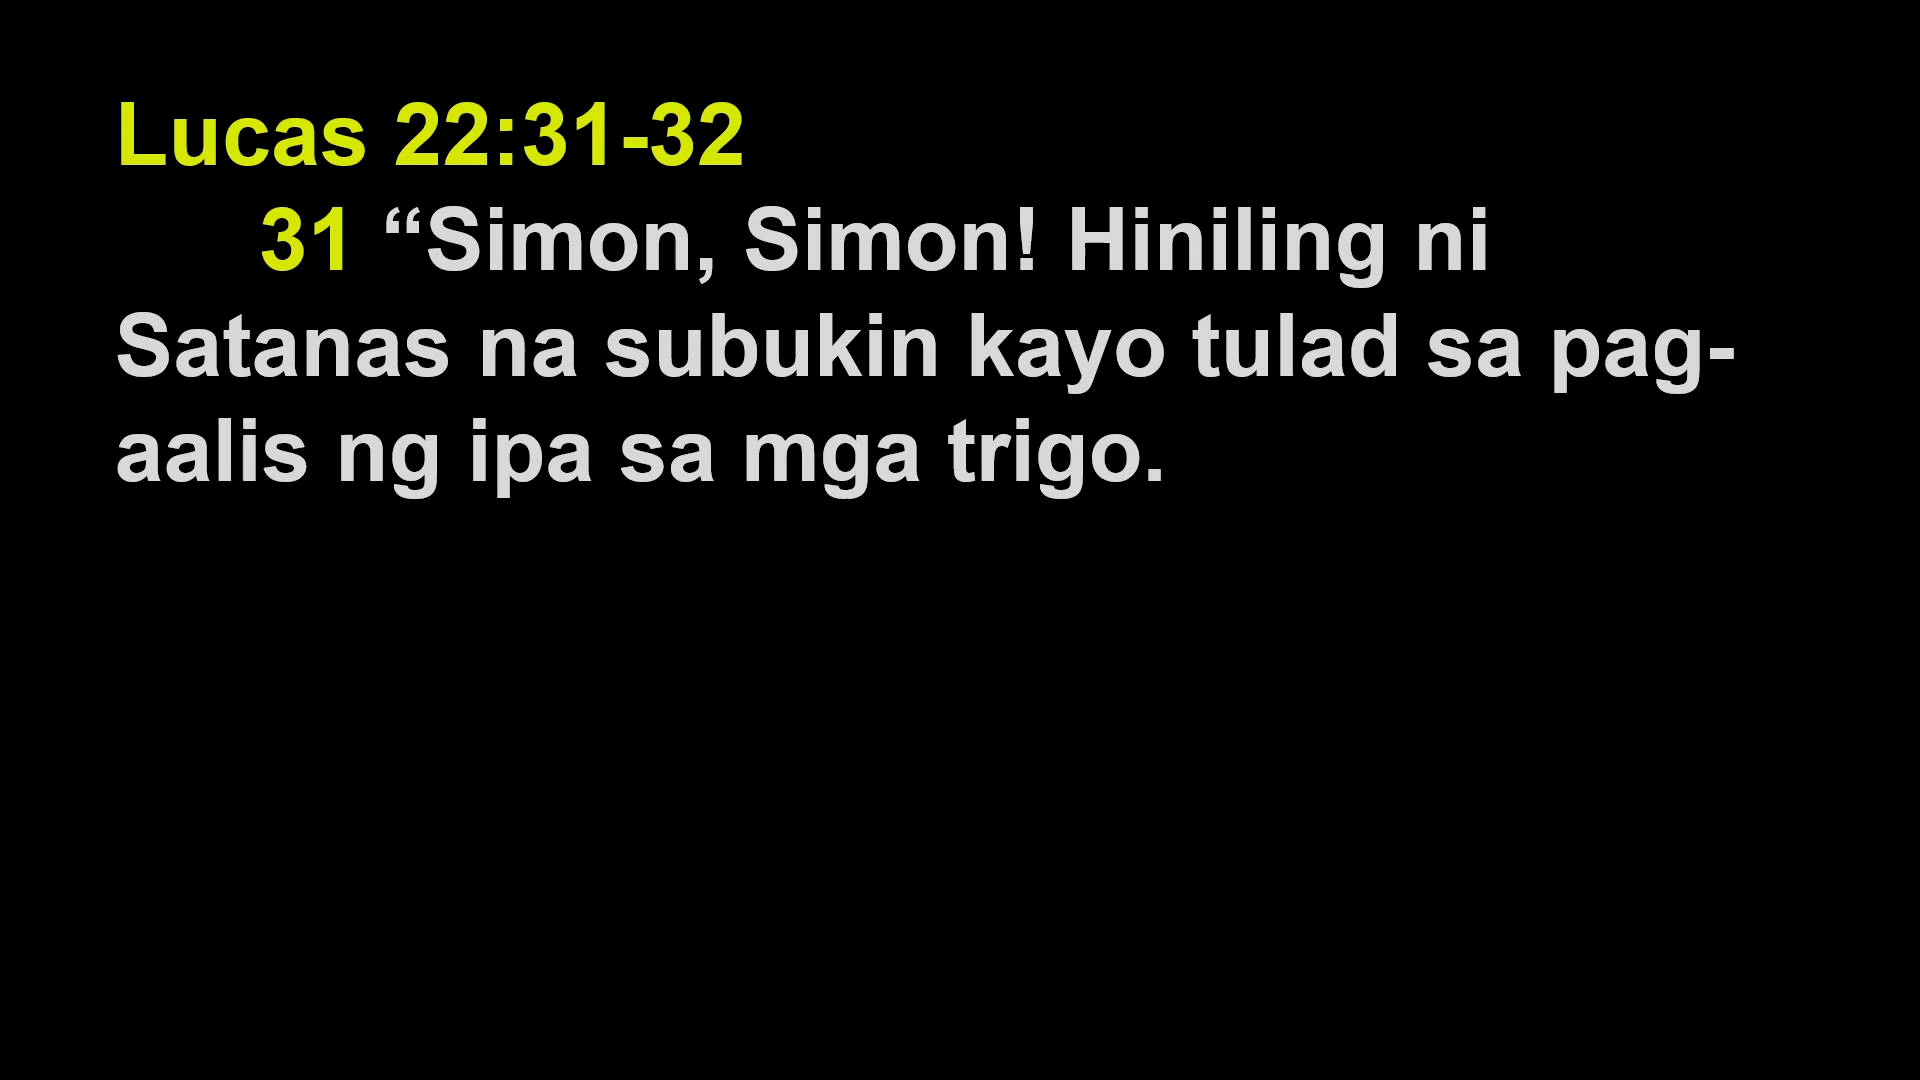 Lucas 22:31-32
31 “Simon, Simon! Hiniling ni
Satanas na subukin kayo tulad sa pag-
aalis ng ipa sa mga trigo.